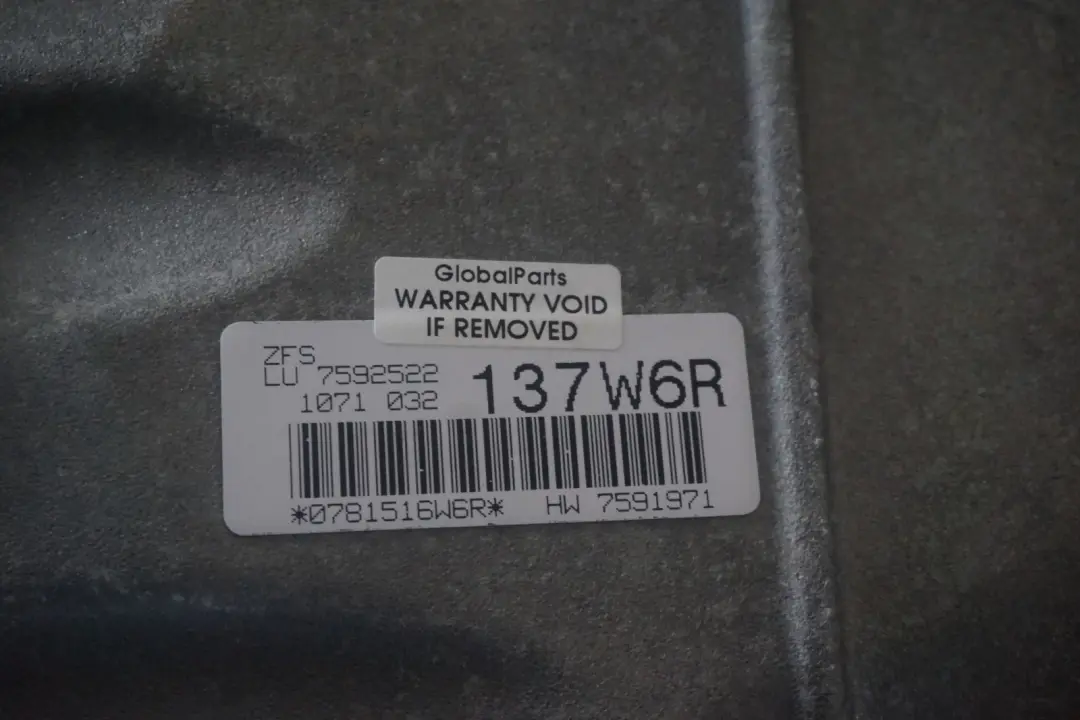 GlobalParts
WARRANTY VOID
IF REMOVED
ZFS
LU 7592522
1071 032
137W6R
*0781516W6R* HW 7591971